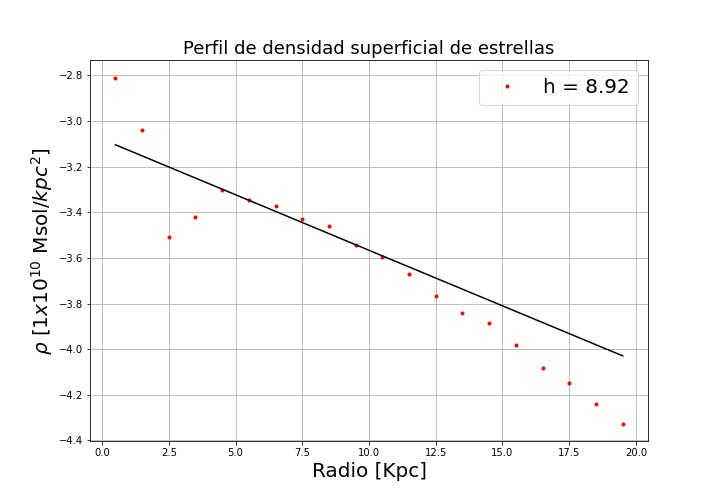 Perfil de densidad superficial de estrellas
h = 8.92
ρ [1x10¹⁰ Msol/kpc²]
−2.8
−3.0
−3.2
−3.4
−3.6
−3.8
−4.0
−4.2
−4.4
0.0 2.5 5.0 7.5 10.0 12.5 15.0 17.5 20.0
Radio [Kpc]